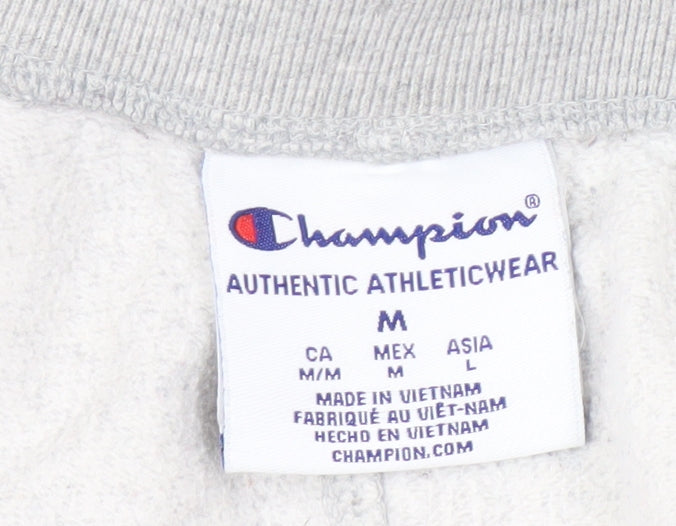 Champion®
AUTHENTIC ATHLETICWEAR
M
CA MEX ASIA
M/M M L
MADE IN VIETNAM
FABRIQUÉ AU VIÊT-NAM
HECHO EN VIETNAM
CHAMPION.COM